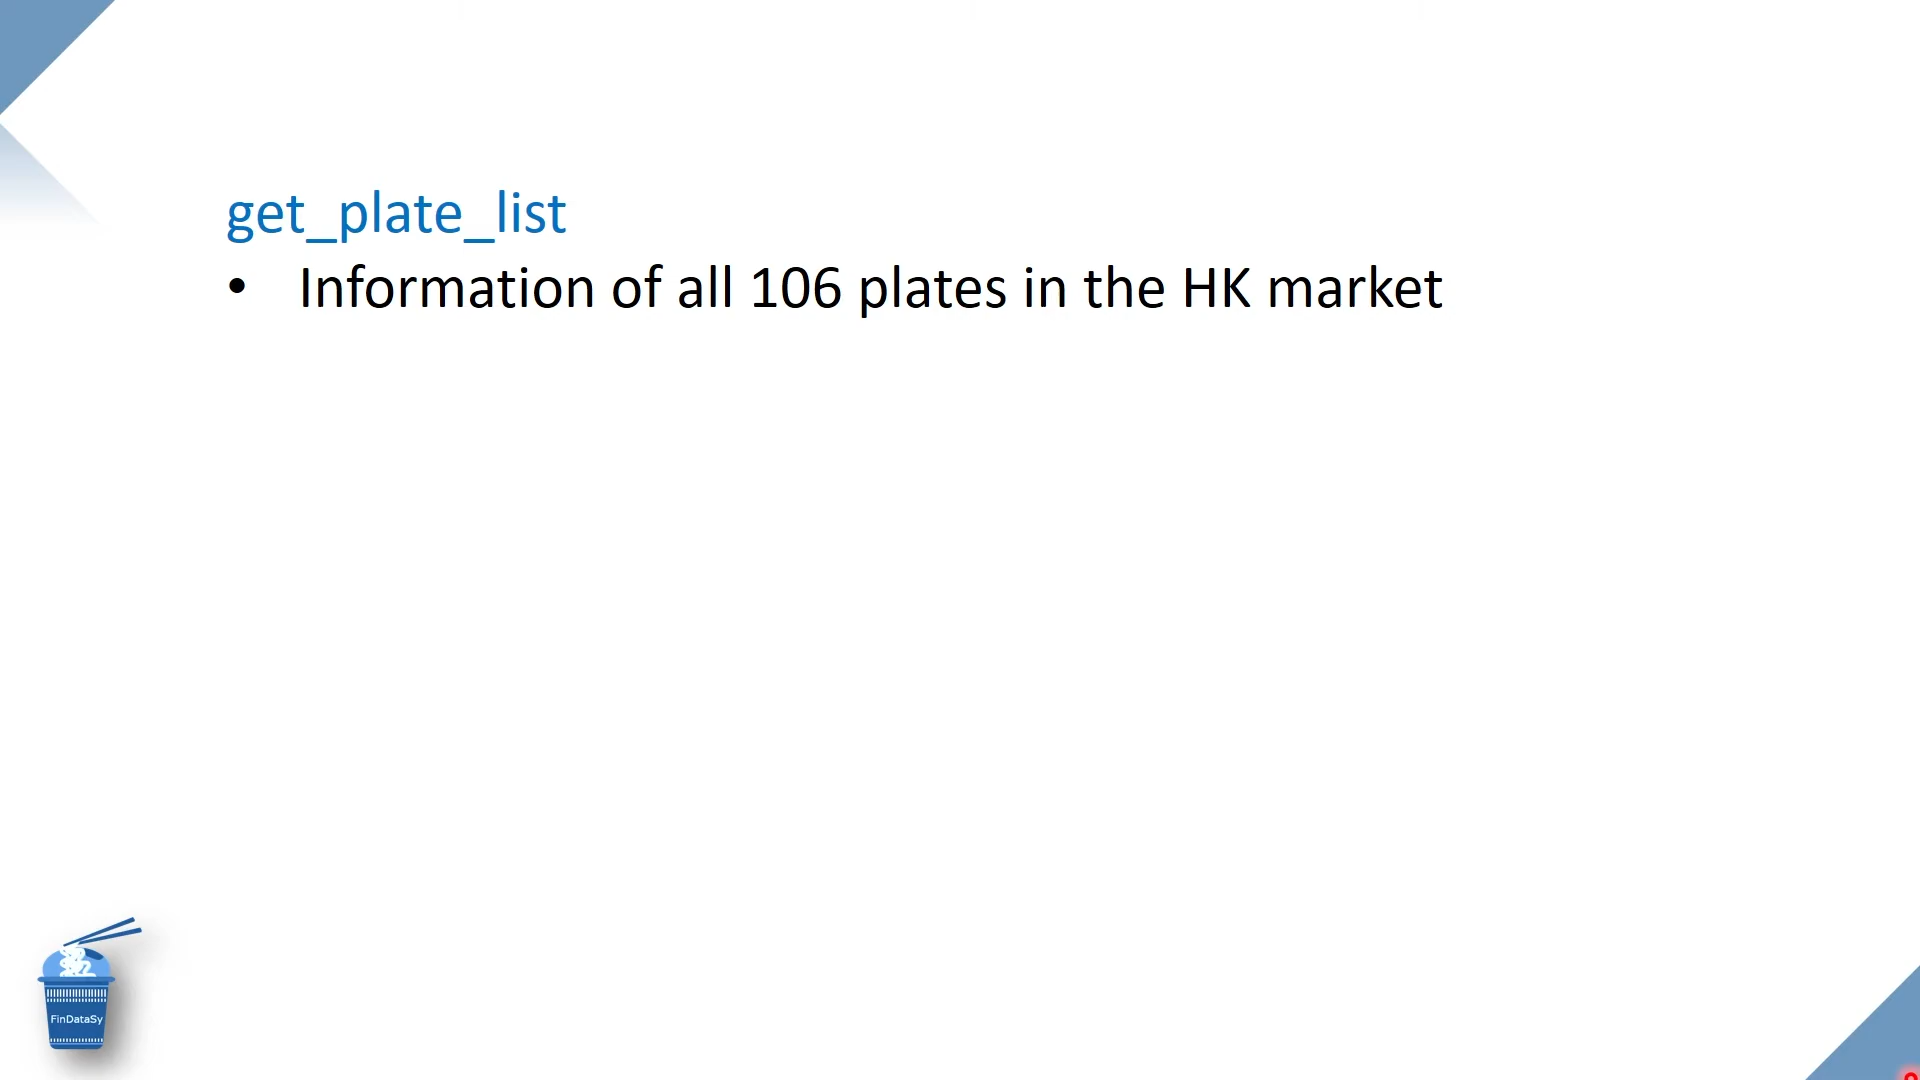 get_plate_list
• Information of all 106 plates in the HK market
FinDataSy